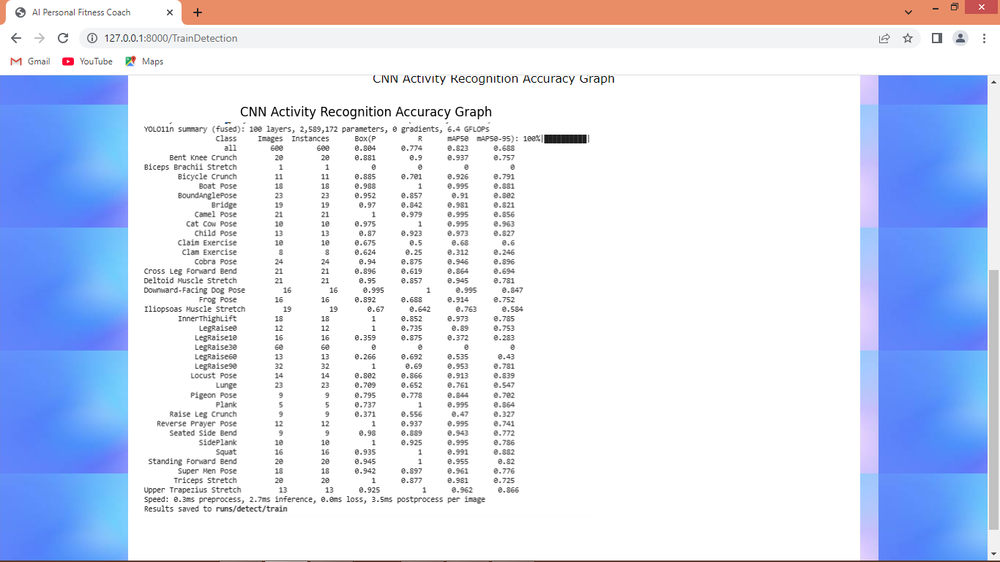 AI Personal Fitness Coach
127.0.0.1:8000/TrainDetection
Gmail YouTube Maps
CNN Activity Recognition Accuracy Graph
CNN Activity Recognition Accuracy Graph
YOLO11n summary (fused): 100 layers, 2,589,172 parameters, 0 gradients, 6.4 GFLOPs
Class Images Instances Box(P R mAP50 mAP50-95): 100%
all 600 600 0.804 0.774 0.823 0.688
Bent Knee Crunch 20 20 0.881 0.9 0.937 0.757
Biceps Brachii Stretch 1 1 0 0 0 0
Bicycle Crunch 11 11 0.885 0.701 0.926 0.791
Boat Pose 18 18 0.988 1 0.995 0.881
BoundAnglePose 23 23 0.952 0.857 0.91 0.802
Bridge 19 19 0.97 0.842 0.981 0.821
Camel Pose 21 21 1 0.979 0.995 0.856
Cat Cow Pose 10 10 0.975 1 0.995 0.963
Child Pose 13 13 0.87 0.923 0.973 0.827
Claim Exercise 10 10 0.675 0.5 0.68 0.6
Clam Exercise 8 8 0.624 0.25 0.312 0.246
Cobra Pose 24 24 0.94 0.875 0.946 0.896
Cross Leg Forward Bend 21 21 0.896 0.619 0.864 0.694
Deltoid Muscle Stretch 21 21 0.95 0.857 0.945 0.781
Downward-Facing Dog Pose 16 16 0.995 1 0.995 0.847
Frog Pose 16 16 0.892 0.688 0.914 0.752
Iliopsoas Muscle Stretch 19 19 0.67 0.642 0.763 0.584
InnerThighLift 18 18 1 0.852 0.973 0.785
LegRaise0 12 12 1 0.735 0.89 0.753
LegRaise10 16 16 0.359 0.875 0.372 0.283
LegRaise30 60 60 0 0 0 0
LegRaise60 13 13 0.266 0.692 0.535 0.43
LegRaise90 32 32 1 0.69 0.953 0.781
Locust Pose 14 14 0.802 0.866 0.913 0.839
Lunge 23 23 0.709 0.652 0.761 0.547
Pigeon Pose 9 9 0.795 0.778 0.844 0.702
Plank 5 5 0.737 1 0.995 0.864
Raise Leg Crunch 9 9 0.371 0.556 0.47 0.327
Reverse Prayer Pose 12 12 1 0.937 0.995 0.741
Seated Side Bend 9 9 0.98 0.889 0.943 0.772
SidePlank 10 10 1 0.925 0.995 0.786
Squat 16 16 0.935 1 0.991 0.882
Standing Forward Bend 20 20 0.945 1 0.955 0.82
Super Men Pose 18 18 0.942 0.897 0.961 0.776
Triceps Stretch 20 20 1 0.877 0.981 0.725
Upper Trapezius Stretch 13 13 0.925 1 0.962 0.866
Speed: 0.3ms preprocess, 2.7ms inference, 0.0ms loss, 3.5ms postprocess per image
Results saved to runs/detect/train